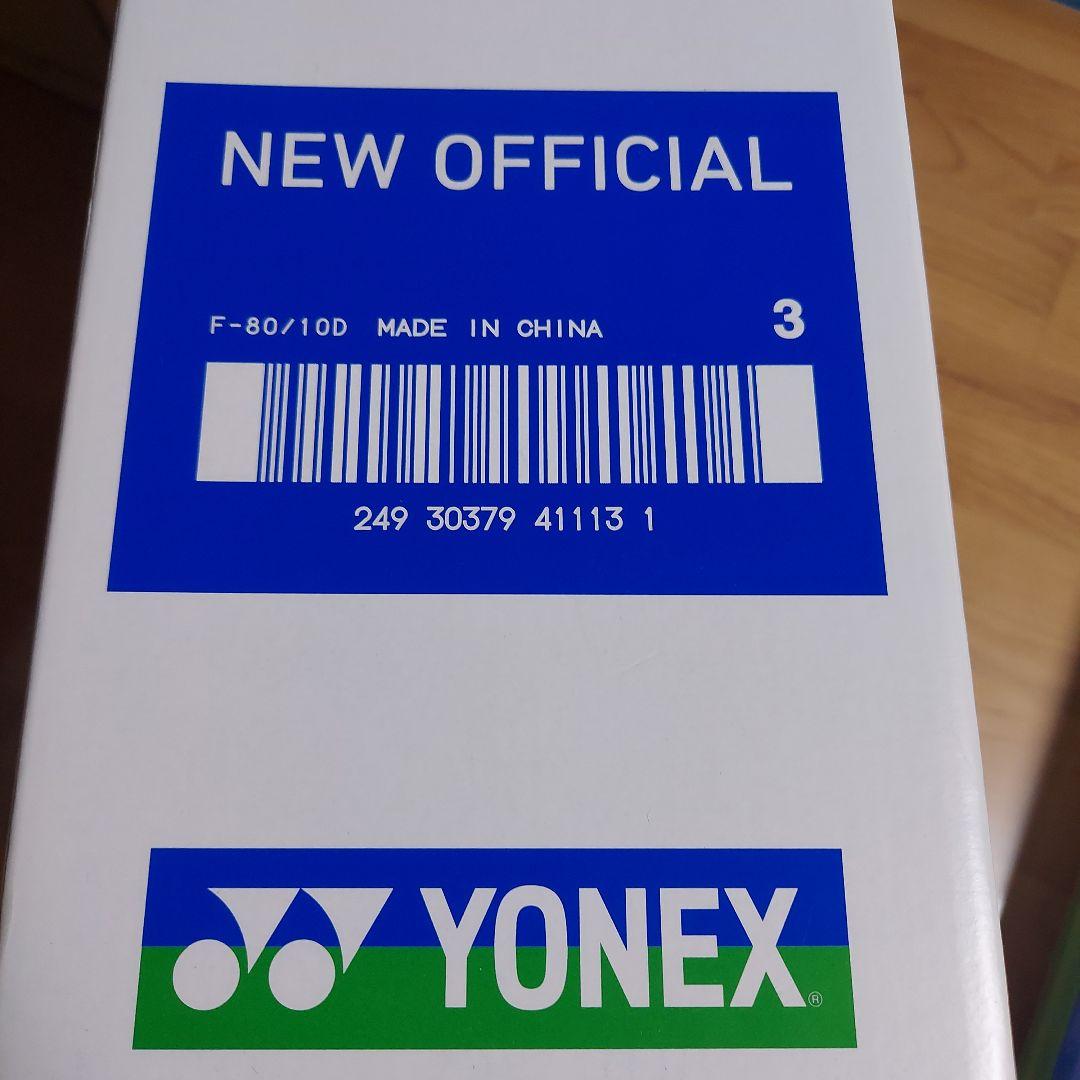 NEW OFFICIAL
F-80/10D MADE IN CHINA 3
249 30379 41113 1
YONEX®